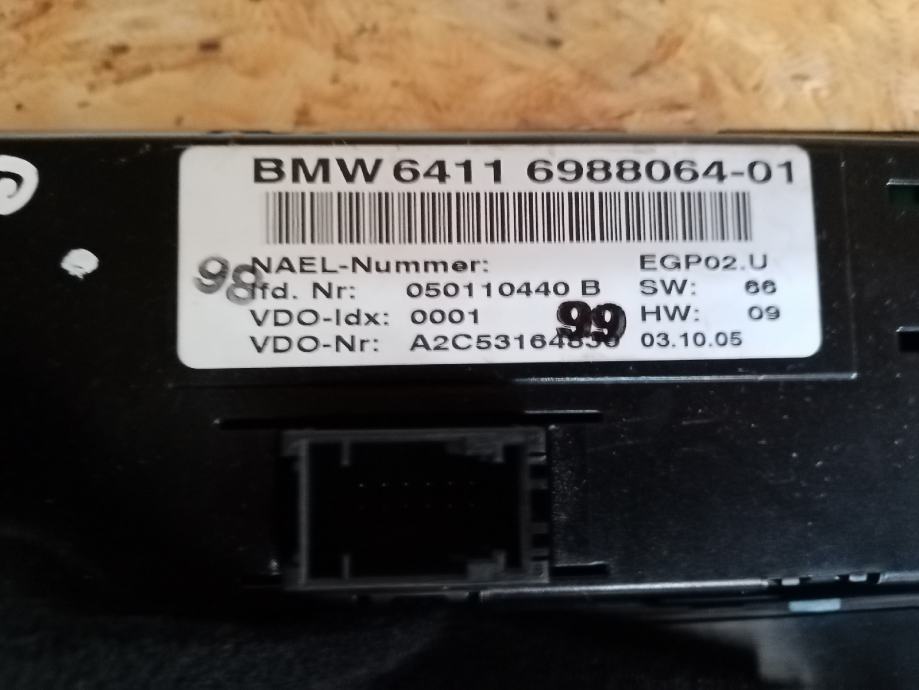 BMW 6411 6988064-01
NAEL-Nummer: EGP02.U
98
lfd. Nr: 050110440 B SW: 66
VDO-Idx: 0001 HW: 09
99
VDO-Nr: 03.10.05